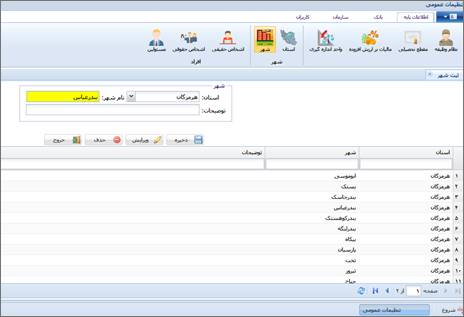 تنظیمات عمومی
اطلاعات پایه بانک سازمان کاربران
نظام وظیفه مقطع تحصیلی مالیات بر ارزش افزوده واحد اندازه گیری استان شهر اشخاص حقیقی اشخاص حقوقی مسئولین
شهر افراد
ثبت شهر
شهر
استان: هرمزگان نام شهر: بندرعباس
توضیحات:
ذخیره ویرایش حذف خروج
استان شهر توضیحات
۱ هرمزگان ابوموسی
۲ هرمزگان بستک
۳ هرمزگان بندرجاسک
۴ هرمزگان بندرعباس
۵ هرمزگان
۶ هرمزگان بندرلنگه
۷ هرمزگان بیکاه
۸ هرمزگان پارسیان
۹ هرمزگان تخت
۱۰ هرمزگان
۱۱ هرمزگان جناح
صفحه ۱ از ۲
شروع تنظیمات عمومی